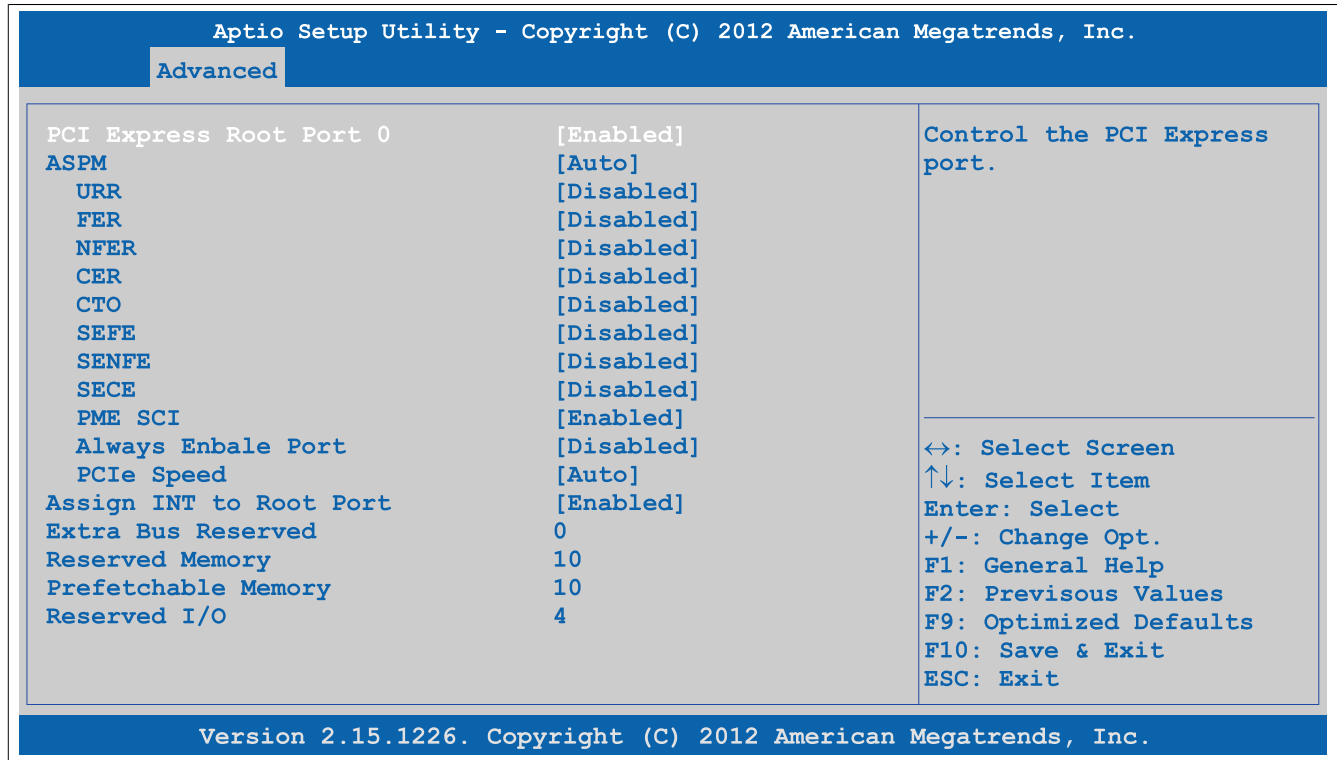 Aptio Setup Utility - Copyright (C) 2012 American Megatrends, Inc.
Advanced
PCI Express Root Port 0 [Enabled]
ASPM [Auto]
URR [Disabled]
FER [Disabled]
NFER [Disabled]
CER [Disabled]
CTO [Disabled]
SEFE [Disabled]
SENFE [Disabled]
SECE [Disabled]
PME SCI [Enabled]
Always Enbale Port [Disabled]
PCIe Speed [Auto]
Assign INT to Root Port [Enabled]
Extra Bus Reserved 0
Reserved Memory 10
Prefetchable Memory 10
Reserved I/O 4
Control the PCI Express
port.
↔: Select Screen
↑↓: Select Item
Enter: Select
+/-: Change Opt.
F1: General Help
F2: Previsous Values
F9: Optimized Defaults
F10: Save & Exit
ESC: Exit
Version 2.15.1226. Copyright (C) 2012 American Megatrends, Inc.